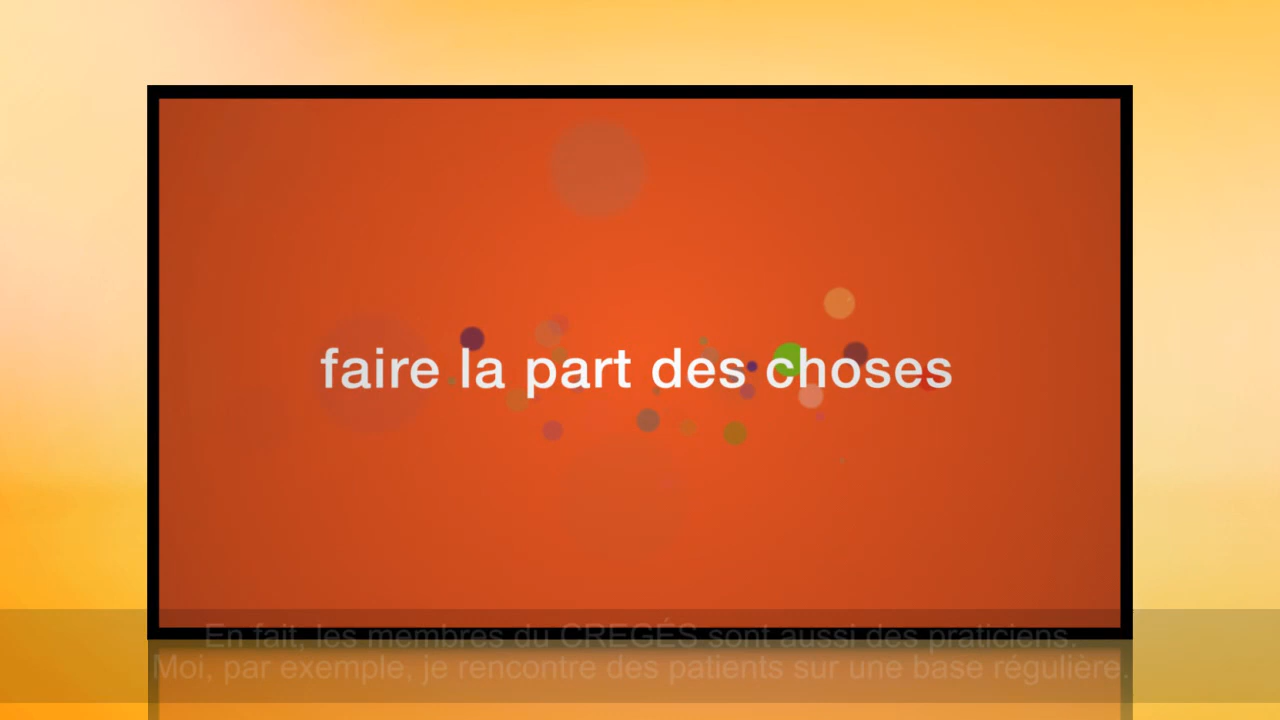 faire la part des choses
En fait, les membres du CREGÉS sont aussi des praticiens.
Moi, par exemple, je rencontre des patients sur une base régulière.